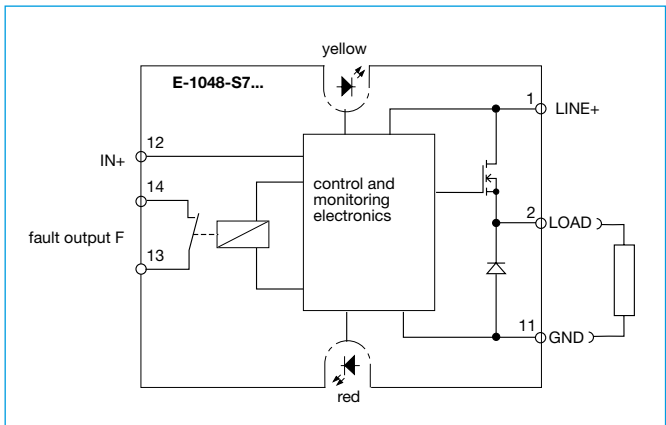 yellow
E-1048-S7...
1
LINE+
12
IN+
14
control and
monitoring
electronics
2
LOAD
fault output F
13
11
GND
red